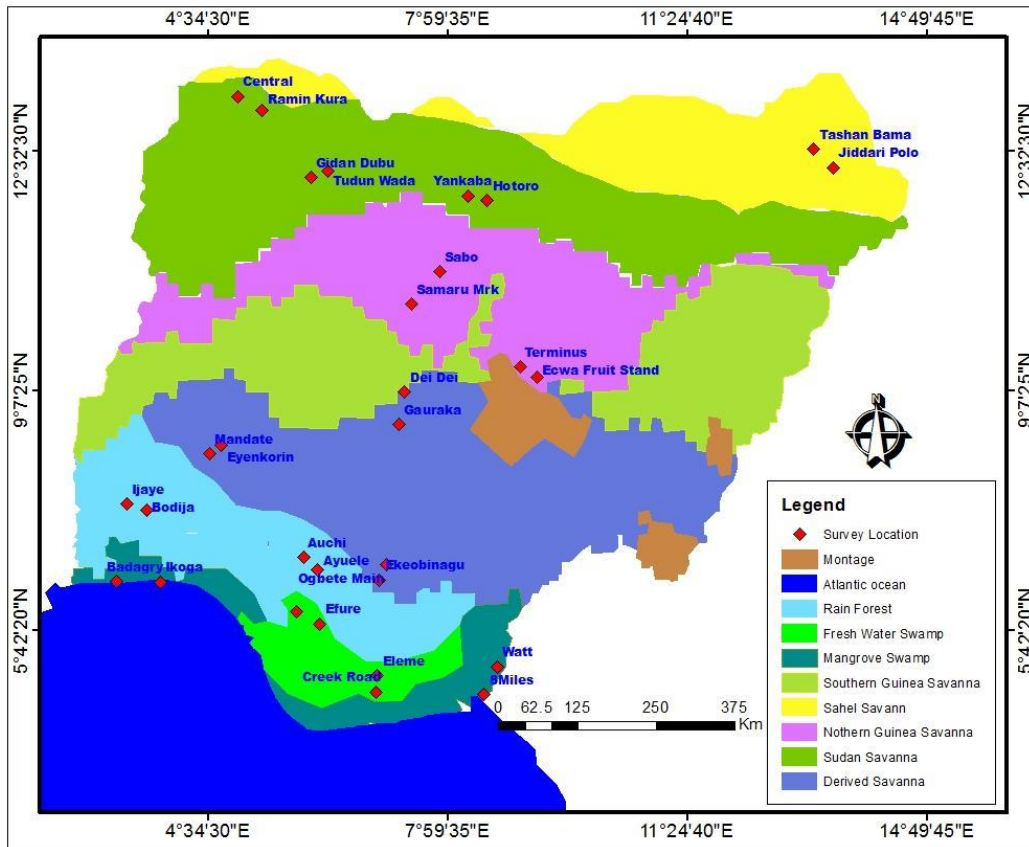 4°34'30"E 7°59'35"E 11°24'40"E 14°49'45"E
12°32'30"N
9°7'25"N
5°42'20"N
12°32'30"N
9°7'25"N
5°42'20"N
Central
Ramin Kura
Tashan Bama
Jiddari Polo
Gidan Dubu
Tudun Wada
Yankaba
Hotoro
Sabo
Samaru Mrk
Terminus
Ecwa Fruit Stand
Dei Dei
Gauraka
Mandate
Eyenkorin
Ijaye
Bodija
Auchi
Ayuele
Ekeobinagu
Ogbete Main
Badagry
Ikoga
Efure
Watt
Eleme
Creek Road
8Miles
N
0 62.5 125 250 375
Km
Legend
Survey Location
Montage
Atlantic ocean
Rain Forest
Fresh Water Swamp
Mangrove Swamp
Southern Guinea Savanna
Sahel Savann
Nothern Guinea Savanna
Sudan Savanna
Derived Savanna
4°34'30"E 7°59'35"E 11°24'40"E 14°49'45"E